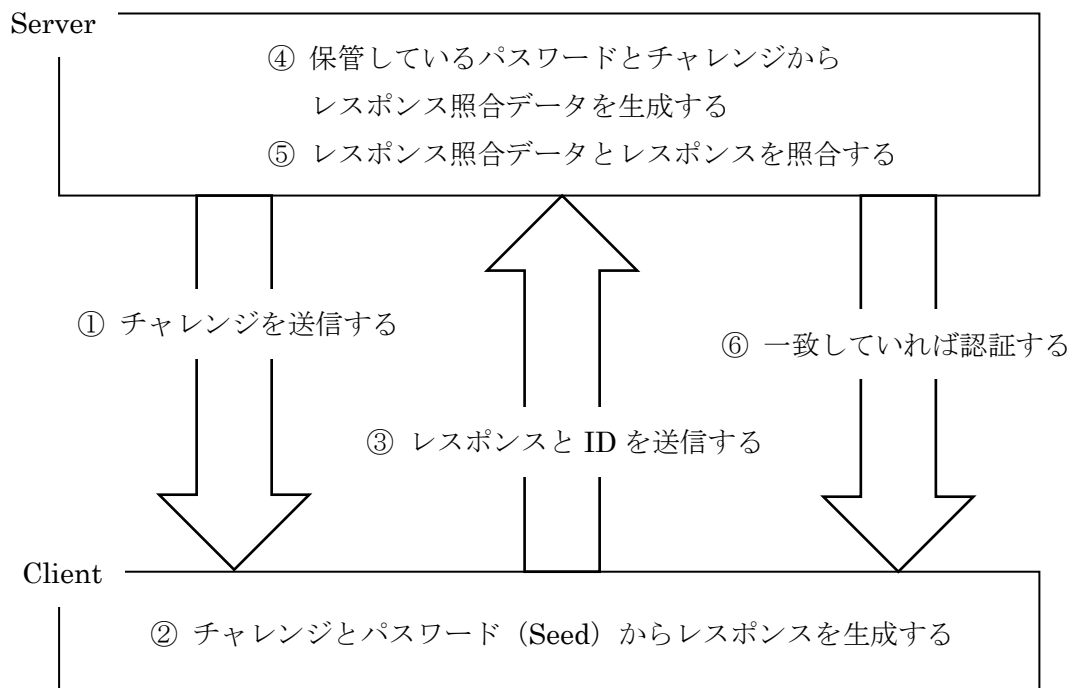 Server
④ 保管しているパスワードとチャレンジから
レスポンス照合データを生成する
⑤ レスポンス照合データとレスポンスを照合する
① チャレンジを送信する
⑥ 一致していれば認証する
③ レスポンスと ID を送信する
Client
② チャレンジとパスワード（Seed）からレスポンスを生成する